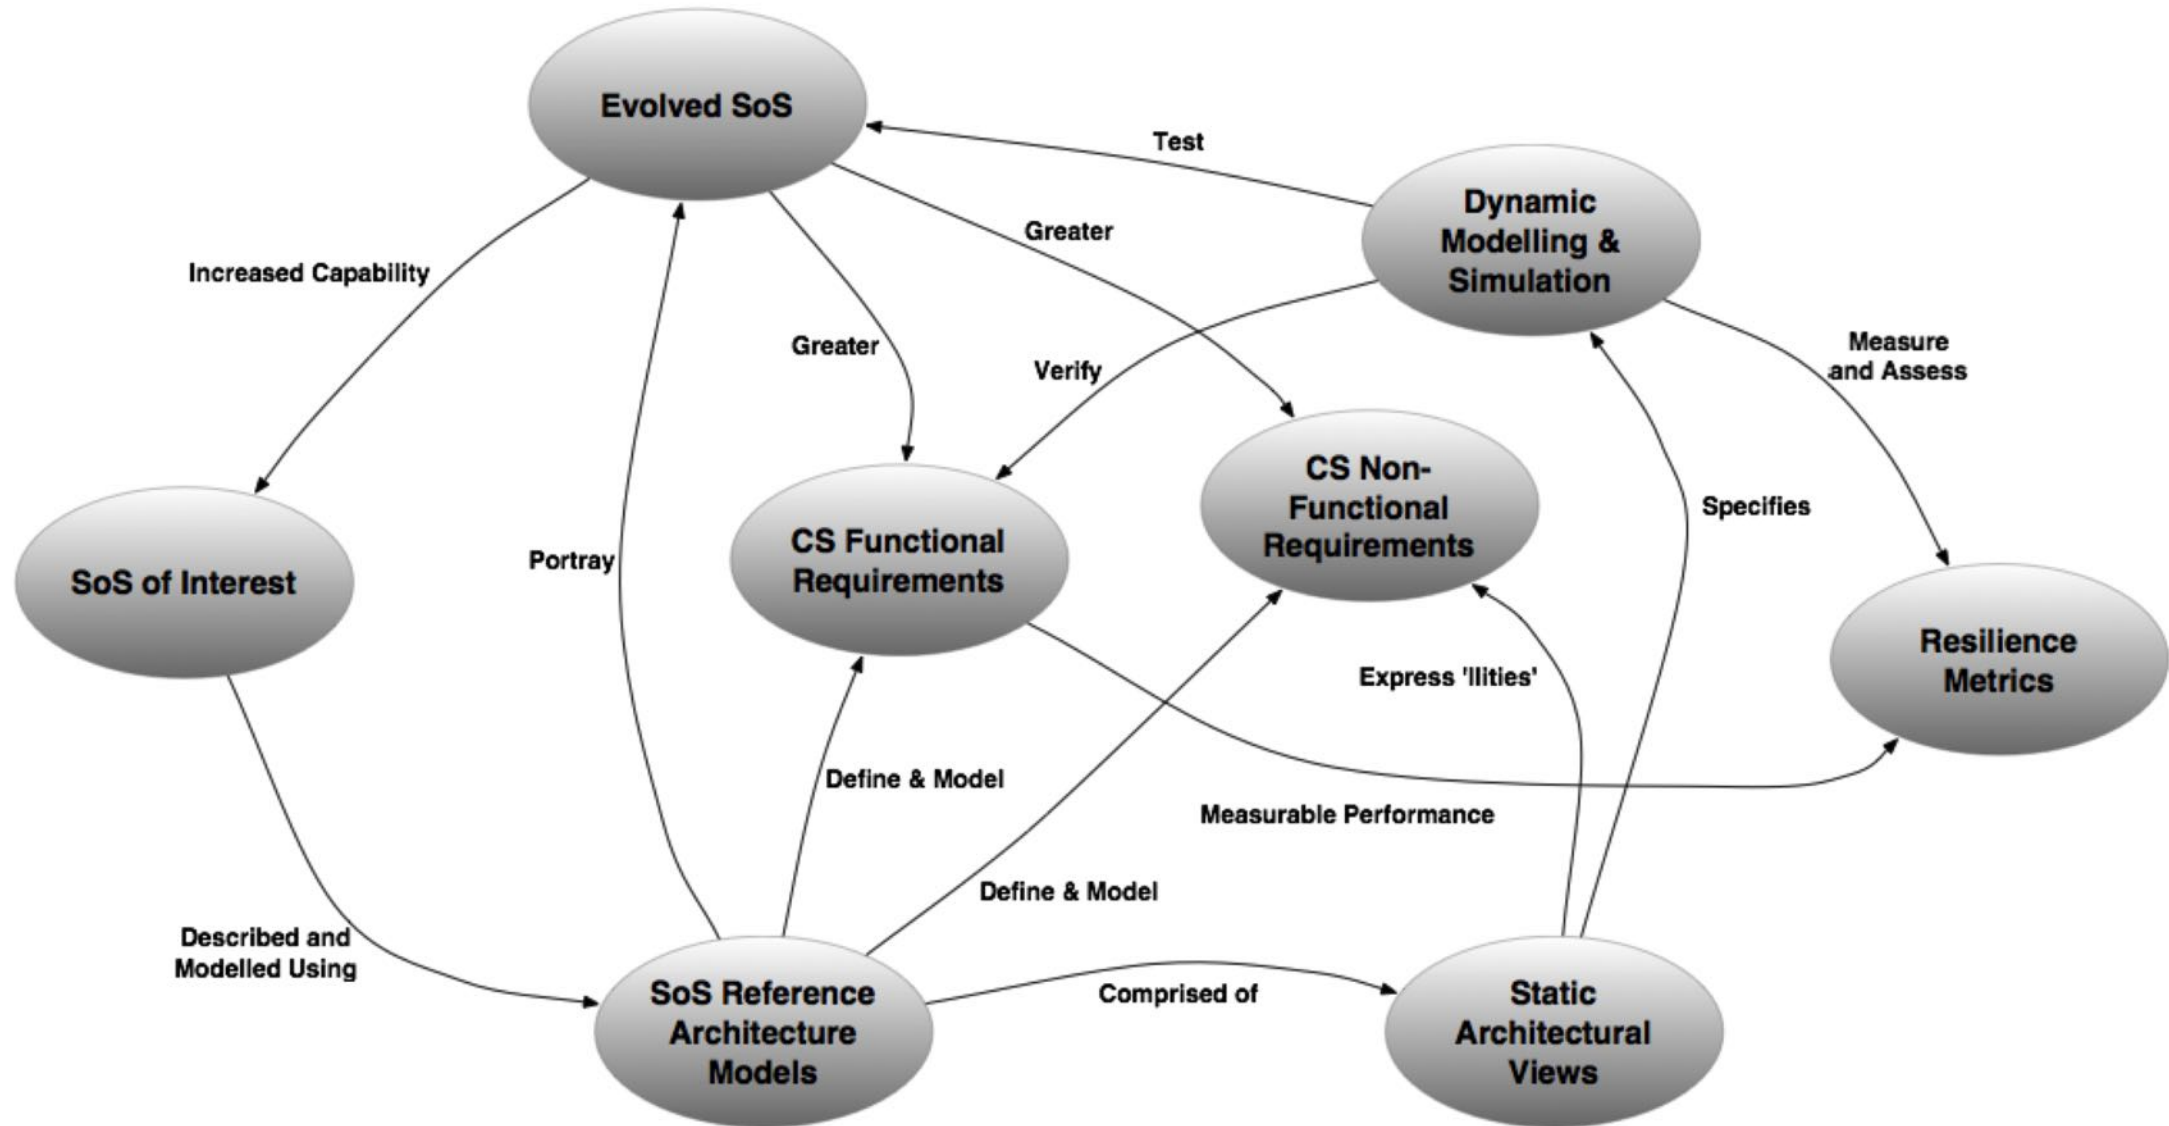 Evolved SoS
Test
Dynamic
Modelling &
Simulation
Greater
Increased Capability
Greater
Verify
Measure
and Assess
CS Non-
Functional
Requirements
Specifies
CS Functional
Requirements
Portray
SoS of Interest
Resilience
Metrics
Express 'Ilities'
Define & Model
Measurable Performance
Define & Model
Described and
Modelled Using
SoS Reference
Architecture
Models
Comprised of
Static
Architectural
Views